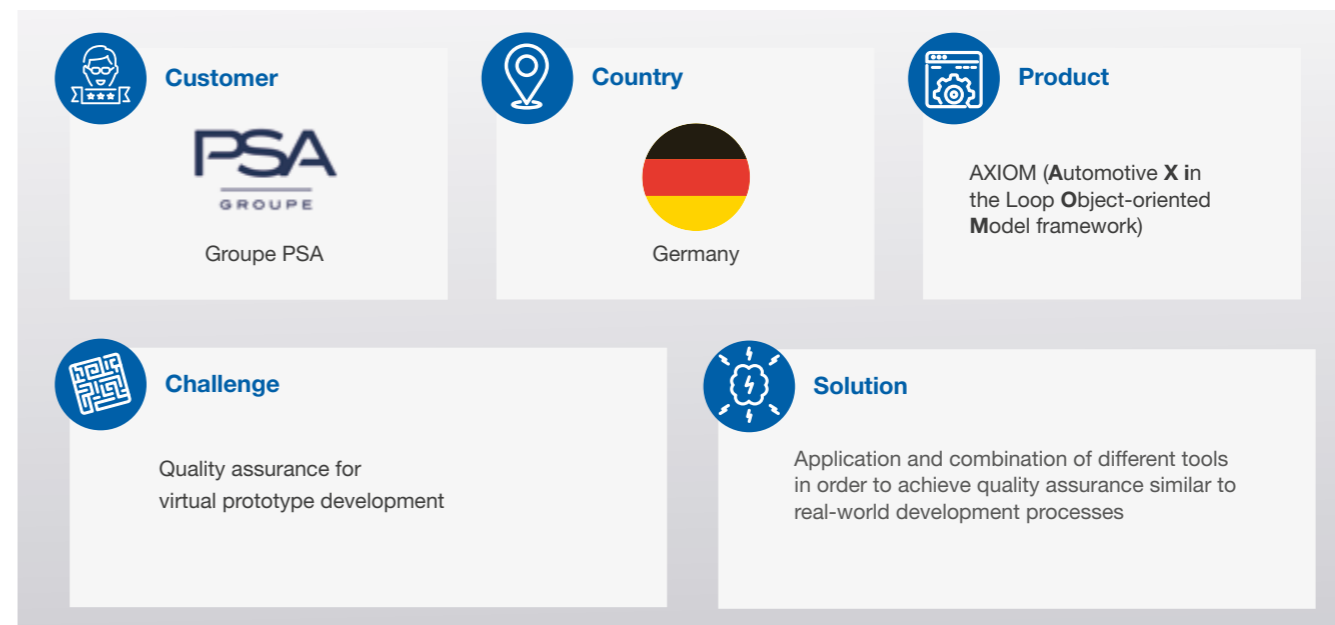 Customer
PSA
GROUPE
Groupe PSA
Country
Germany
Product
AXIOM (Automotive X in
the Loop Object-oriented
Model framework)
Challenge
Quality assurance for
virtual prototype development
Solution
Application and combination of different tools
in order to achieve quality assurance similar to
real-world development processes